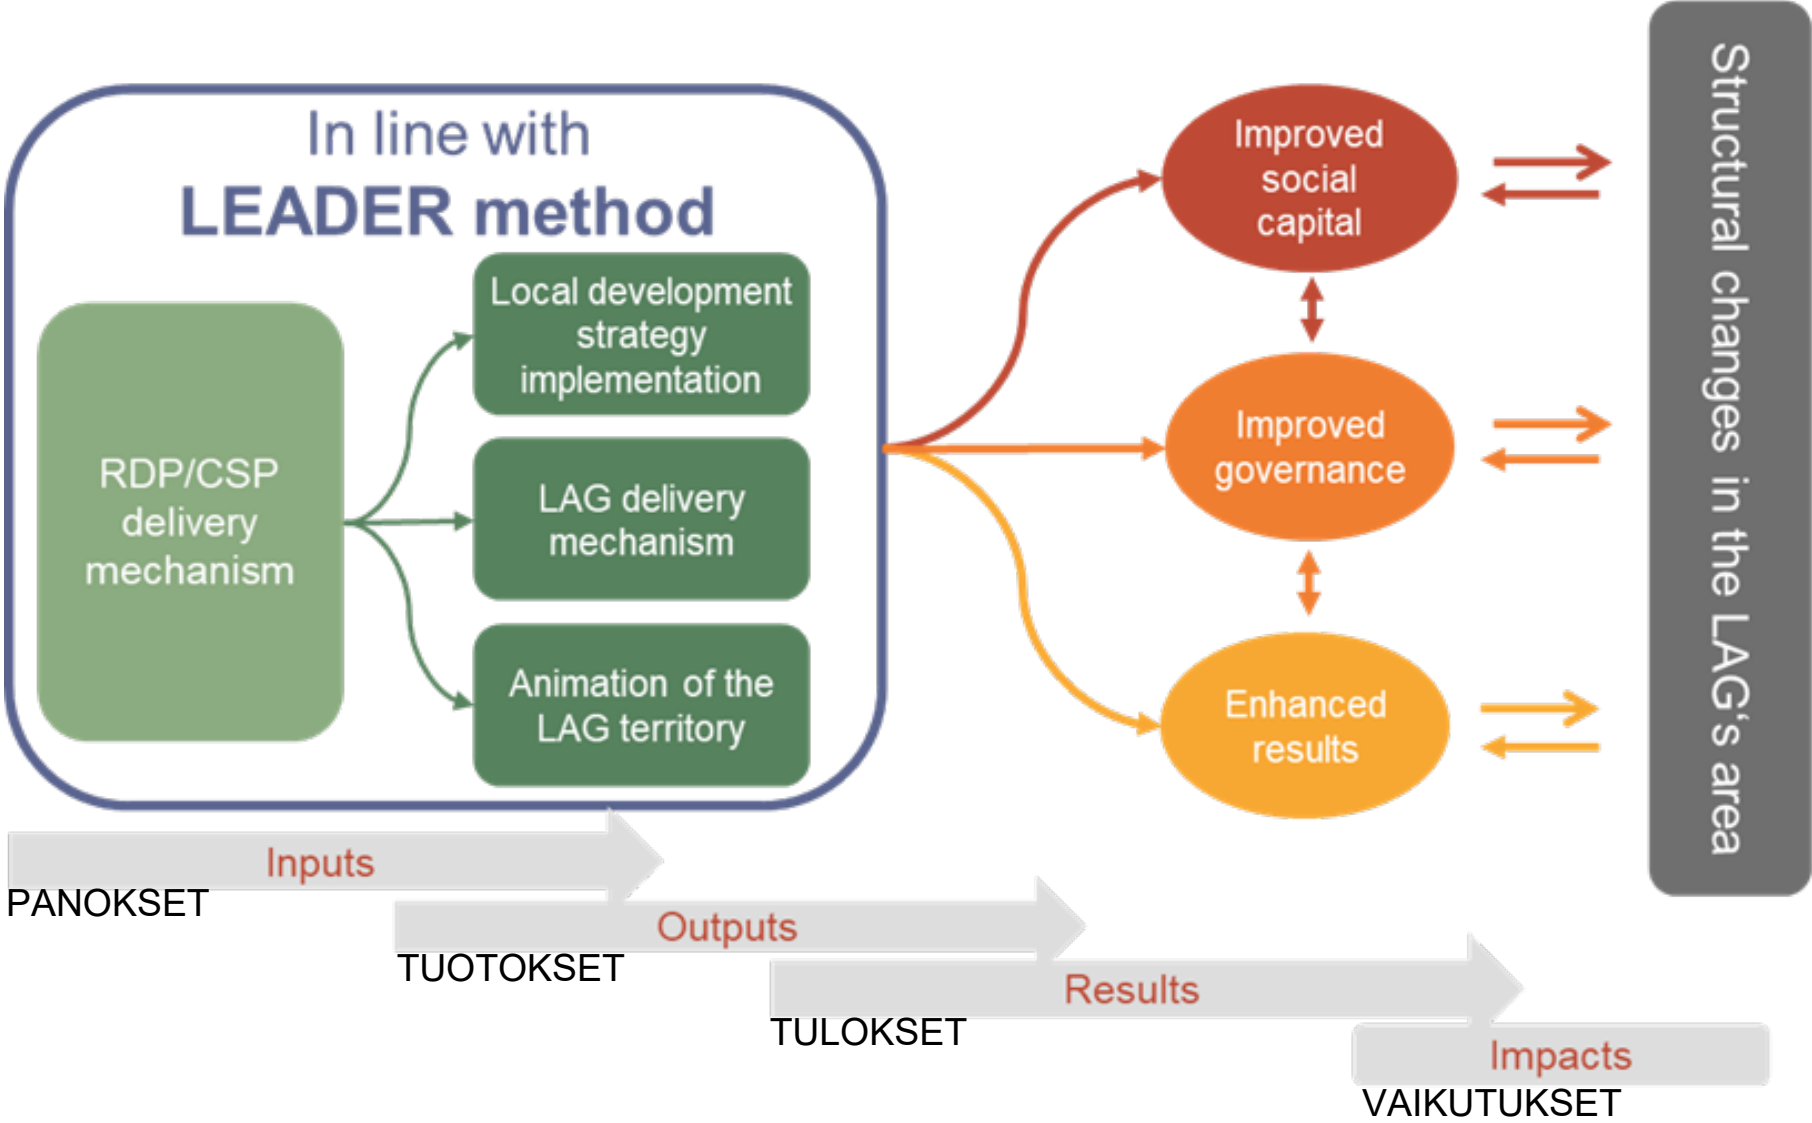 In line with
LEADER method
RDP/CSP
delivery
mechanism
Local development
strategy
implementation
LAG delivery
mechanism
Animation of the
LAG territory
Improved
social
capital
Improved
governance
Enhanced
results
Structural changes in the LAG‘s area
Inputs
PANOKSET
Outputs
TUOTOKSET
Results
TULOKSET
Impacts
VAIKUTUKSET